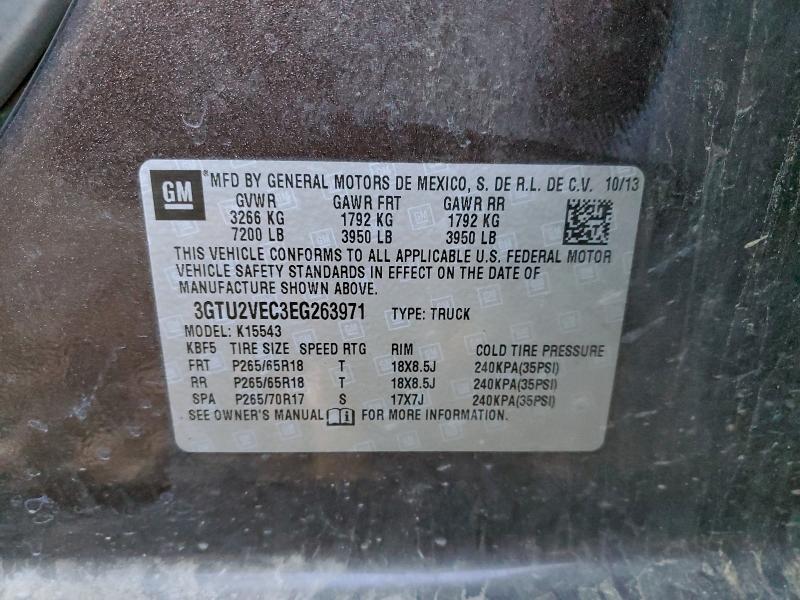 GM ® MFD BY GENERAL MOTORS DE MEXICO, S. DE R.L. DE C.V. 10/13
GVWR GAWR FRT GAWR RR
3266 KG 1792 KG 1792 KG
7200 LB 3950 LB 3950 LB
THIS VEHICLE CONFORMS TO ALL APPLICABLE U.S. FEDERAL MOTOR
VEHICLE SAFETY STANDARDS IN EFFECT ON THE DATE OF
MANUFACTURE SHOWN ABOVE.
3GTU2VEC3EG263971 TYPE: TRUCK
MODEL: K15543
KBF5 TIRE SIZE SPEED RTG RIM COLD TIRE PRESSURE
FRT P265/65R18 T 18X8.5J 240KPA(35PSI)
RR P265/65R18 T 18X8.5J 240KPA(35PSI)
SPA P265/70R17 S 17X7J 240KPA(35PSI)
SEE OWNER'S MANUAL FOR MORE INFORMATION.